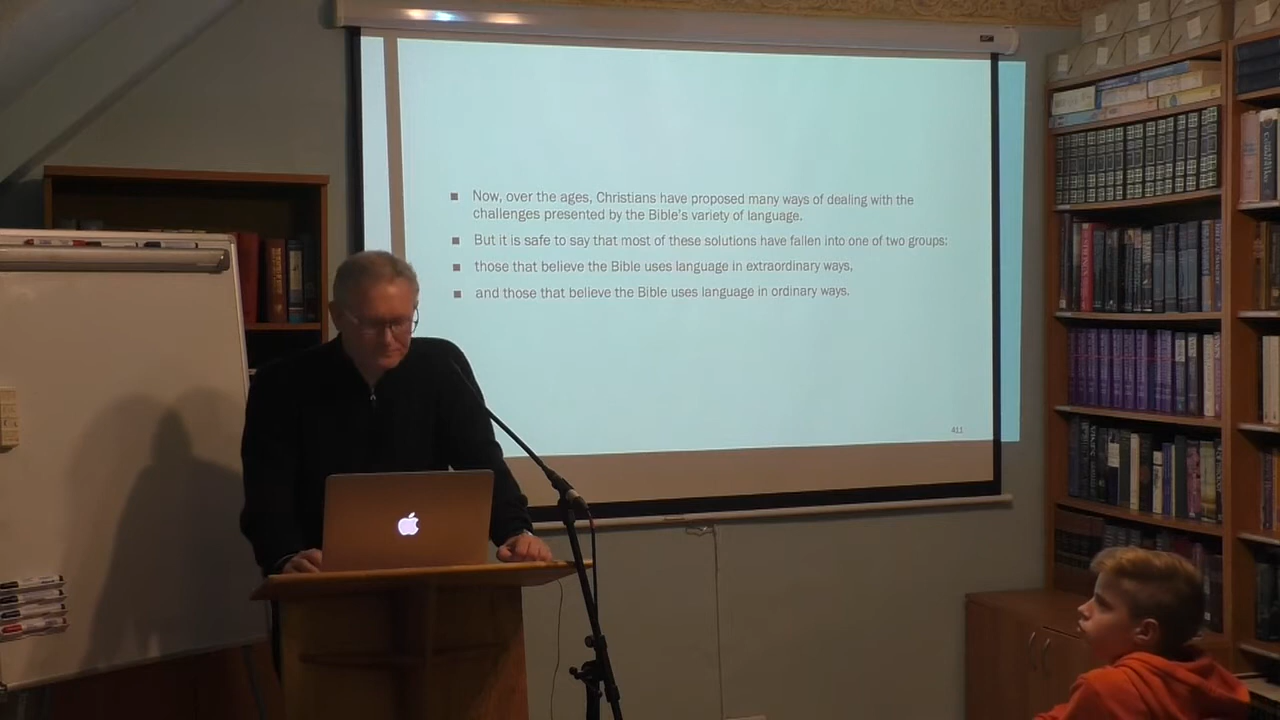 Now, over the ages, Christians have proposed many ways of dealing with the
challenges presented by the Bible's variety of language.
But it is safe to say that most of these solutions have fallen into one of two groups:
those that believe the Bible uses language in extraordinary ways,
and those that believe the Bible uses language in ordinary ways.
411